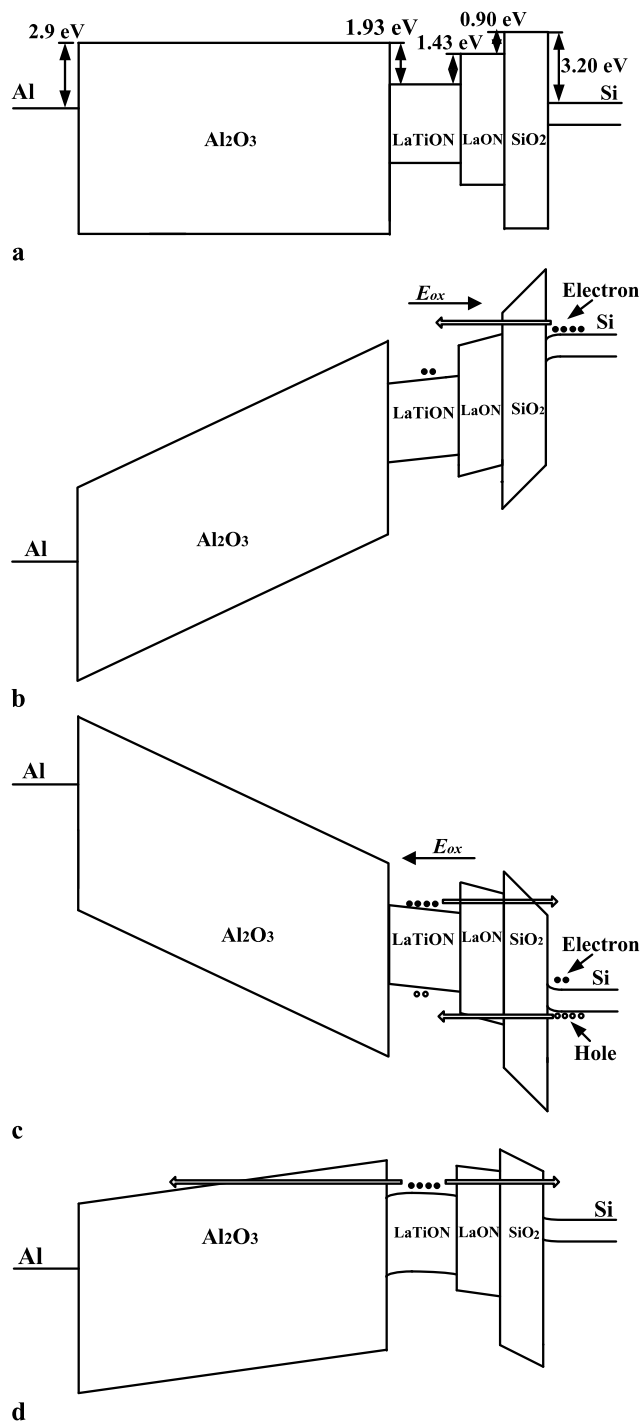 2.9 eV
1.93 eV
0.90 eV
1.43 eV
3.20 eV
Al
Si
Al2O3
LaTiON
LaON
SiO2
a
Eox
Electron
Si
LaTiON
LaON
SiO2
Al2O3
Al
b
Al
Eox
Al2O3
LaTiON
LaON
SiO2
Electron
Si
Hole
c
Al
Al2O3
LaTiON
LaON
SiO2
Si
d